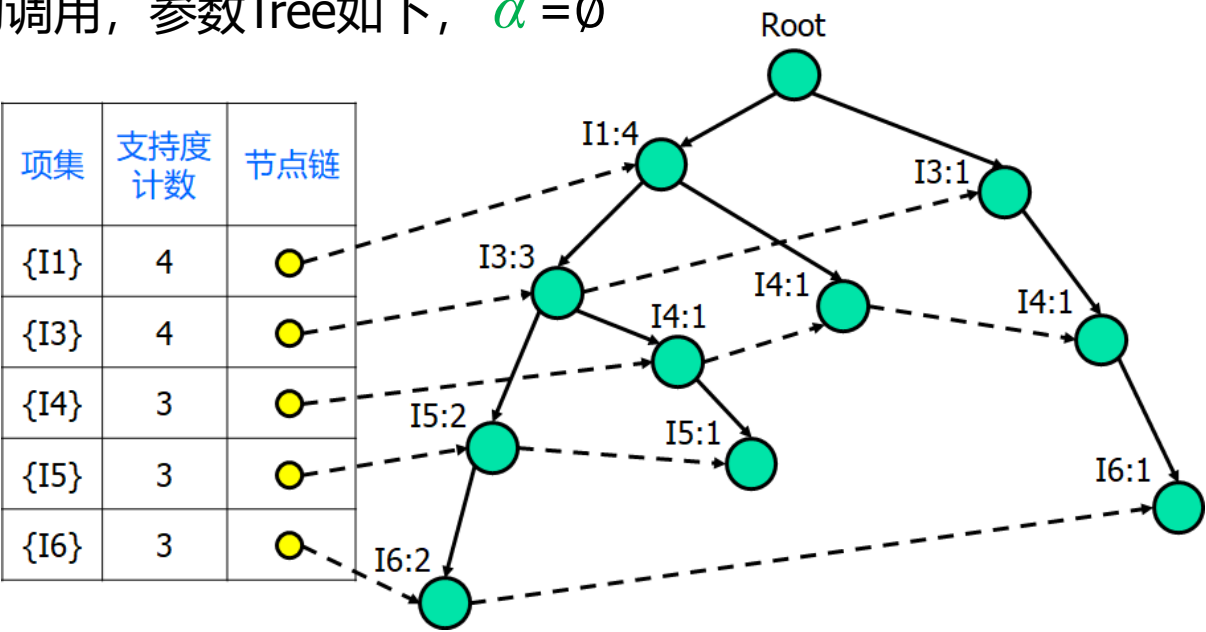 调用，参数Tree如下， α =∅
Root
项集 支持度计数 节点链
{I1} 4
{I3} 4
{I4} 3
{I5} 3
{I6} 3
I1:4
I3:1
I3:3
I4:1
I4:1
I4:1
I5:2
I5:1
I6:1
I6:2